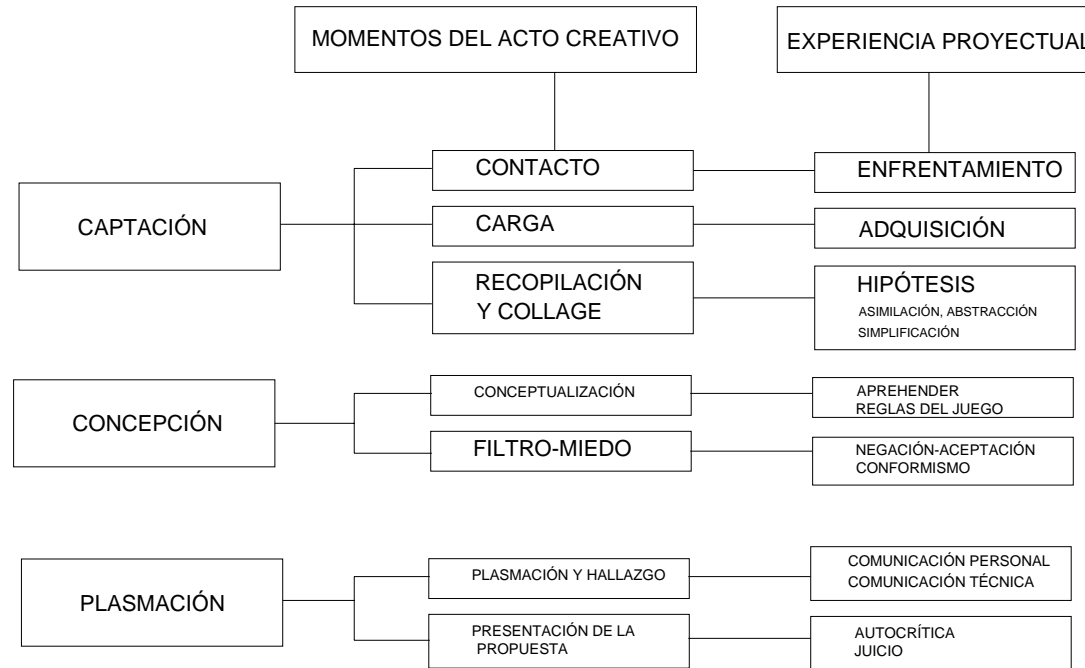 MOMENTOS DEL ACTO CREATIVO
EXPERIENCIA PROYECTUAL
CAPTACIÓN
CONTACTO
ENFRENTAMIENTO
CARGA
ADQUISICIÓN
RECOPILACIÓN
Y COLLAGE
HIPÓTESIS
ASIMILACIÓN, ABSTRACCIÓN
SIMPLIFICACIÓN
CONCEPCIÓN
CONCEPTUALIZACIÓN
APREHENDER
REGLAS DEL JUEGO
FILTRO-MIEDO
NEGACIÓN-ACEPTACIÓN
CONFORMISMO
PLASMACIÓN
PLASMACIÓN Y HALLAZGO
COMUNICACIÓN PERSONAL
COMUNICACIÓN TÉCNICA
PRESENTACIÓN DE LA
PROPUESTA
AUTOCRÍTICA
JUICIO